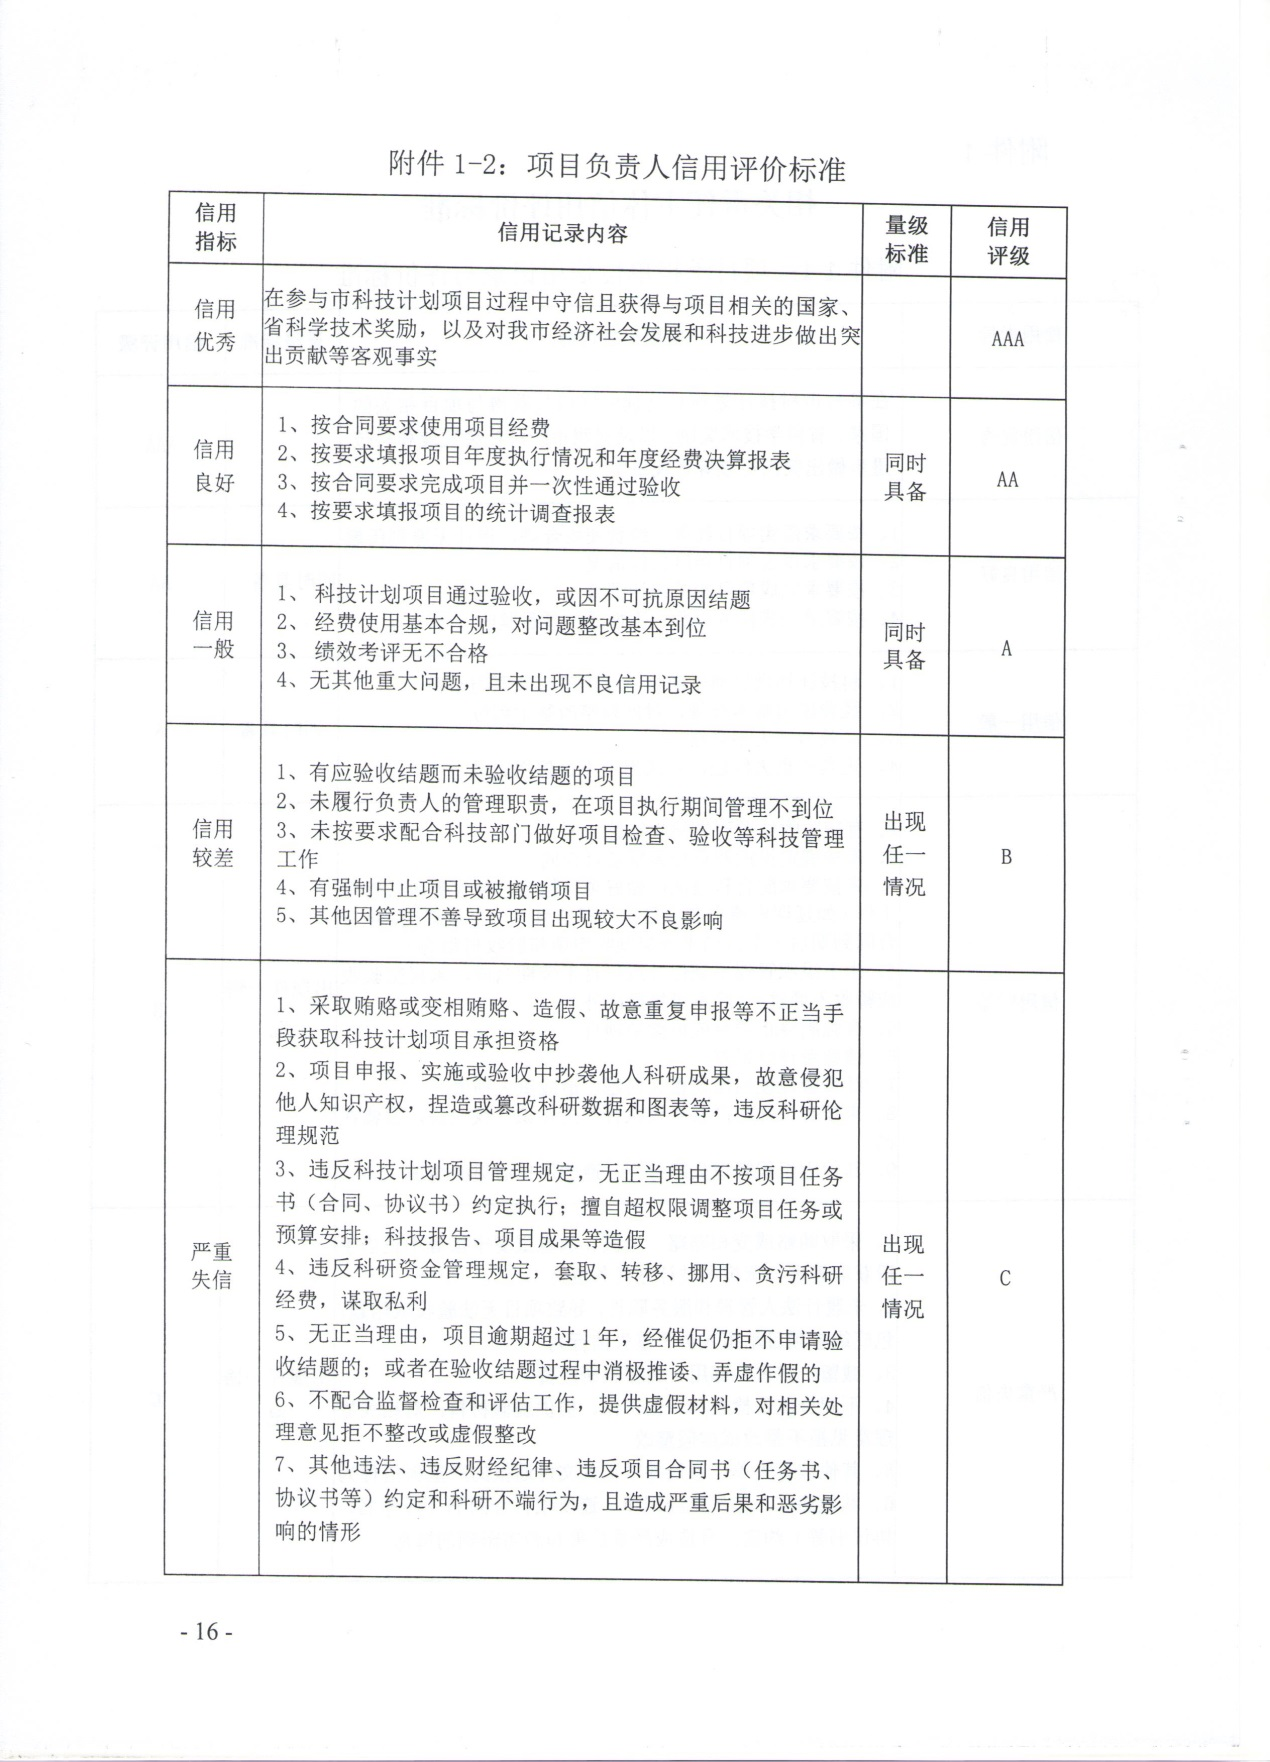 附件 1-2：项目负责人信用评价标准
信用
指标
信用记录内容
量级
标准
信用
评级
信用
优秀
在参与市科技计划项目过程中守信且获得与项目相关的国家、
省科学技术奖励，以及对我市经济社会发展和科技进步做出突
出贡献等客观事实
AAA
信用
良好
1、按合同要求使用项目经费
2、按要求填报项目年度执行情况和年度经费决算报表
3、按合同要求完成项目并一次性通过验收
4、按要求填报项目的统计调查报表
同时
具备
AA
信用
一般
1、 科技计划项目通过验收，或因不可抗原因结题
2、 经费使用基本合规，对问题整改基本到位
3、 绩效考评无不合格
4、无其他重大问题，且未出现不良信用记录
同时
具备
A
信用
较差
1、有应验收结题而未验收结题的项目
2、未履行负责人的管理职责，在项目执行期间管理不到位
3、未按要求配合科技部门做好项目检查、验收等科技管理
工作
4、有强制中止项目或被撤销项目
5、其他因管理不善导致项目出现较大不良影响
出现
任一
情况
B
严重
失信
1、采取贿赂或变相贿赂、造假、故意重复申报等不正当手
段获取科技计划项目承担资格
2、项目申报、实施或验收中抄袭他人科研成果，故意侵犯
他人知识产权，捏造或篡改科研数据和图表等，违反科研伦
理规范
3、违反科技计划项目管理规定，无正当理由不按项目任务
书（合同、协议书）约定执行；擅自超权限调整项目任务或
预算安排；科技报告、项目成果等造假
4、违反科研资金管理规定，套取、转移、挪用、贪污科研
经费，谋取私利
5、无正当理由，项目逾期超过 1 年，经催促仍拒不申请验
收结题的；或者在验收结题过程中消极推诿、弄虚作假的
6、不配合监督检查和评估工作，提供虚假材料，对相关处
理意见拒不整改或虚假整改
7、其他违法、违反财经纪律、违反项目合同书（任务书、
协议书等）约定和科研不端行为，且造成严重后果和恶劣影
响的情形
出现
任一
情况
C
- 16 -